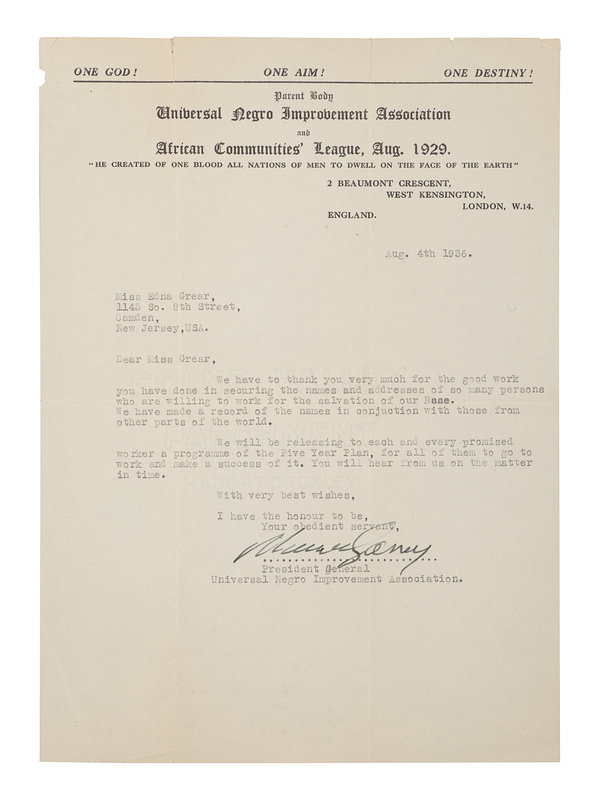 ONE GOD! ONE AIM! ONE DESTINY!
Parent Body
Universal Negro Improvement Association
and
African Communities' League, Aug. 1929.
"HE CREATED OF ONE BLOOD ALL NATIONS OF MEN TO DWELL ON THE FACE OF THE EARTH"
2 BEAUMONT CRESCENT,
WEST KENSINGTON,
LONDON, W.14.
ENGLAND.
Aug. 4th 1936.
Miss Edna Grear,
1145 So. 8th Street,
Camden,
New Jersey,USA.
Dear Miss Grear,
We have to thank you very much for the good work
you have done in securing the names and addresses of so many persons
who are willing to work for the salvation of our Raae.
We have made a record of the names in conjuction with those from
other parts of the world.
We will be releasing to each and every promised
worker a programme of the Five Year Plan, for all of them to go to
work and make a success of it. You will hear from us on the matter
in time.
With very best wishes,
I have the honour to be,
Your obedient servent,
Marcus Garvey
President General
Universal Negro Improvement Association.